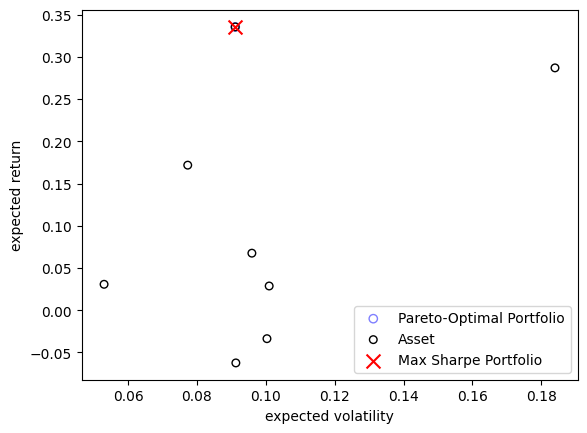 0.35
0.30
0.25
0.20
0.15
0.10
0.05
0.00
−0.05
expected return
Pareto-Optimal Portfolio
Asset
Max Sharpe Portfolio
0.06 0.08 0.10 0.12 0.14 0.16 0.18
expected volatility